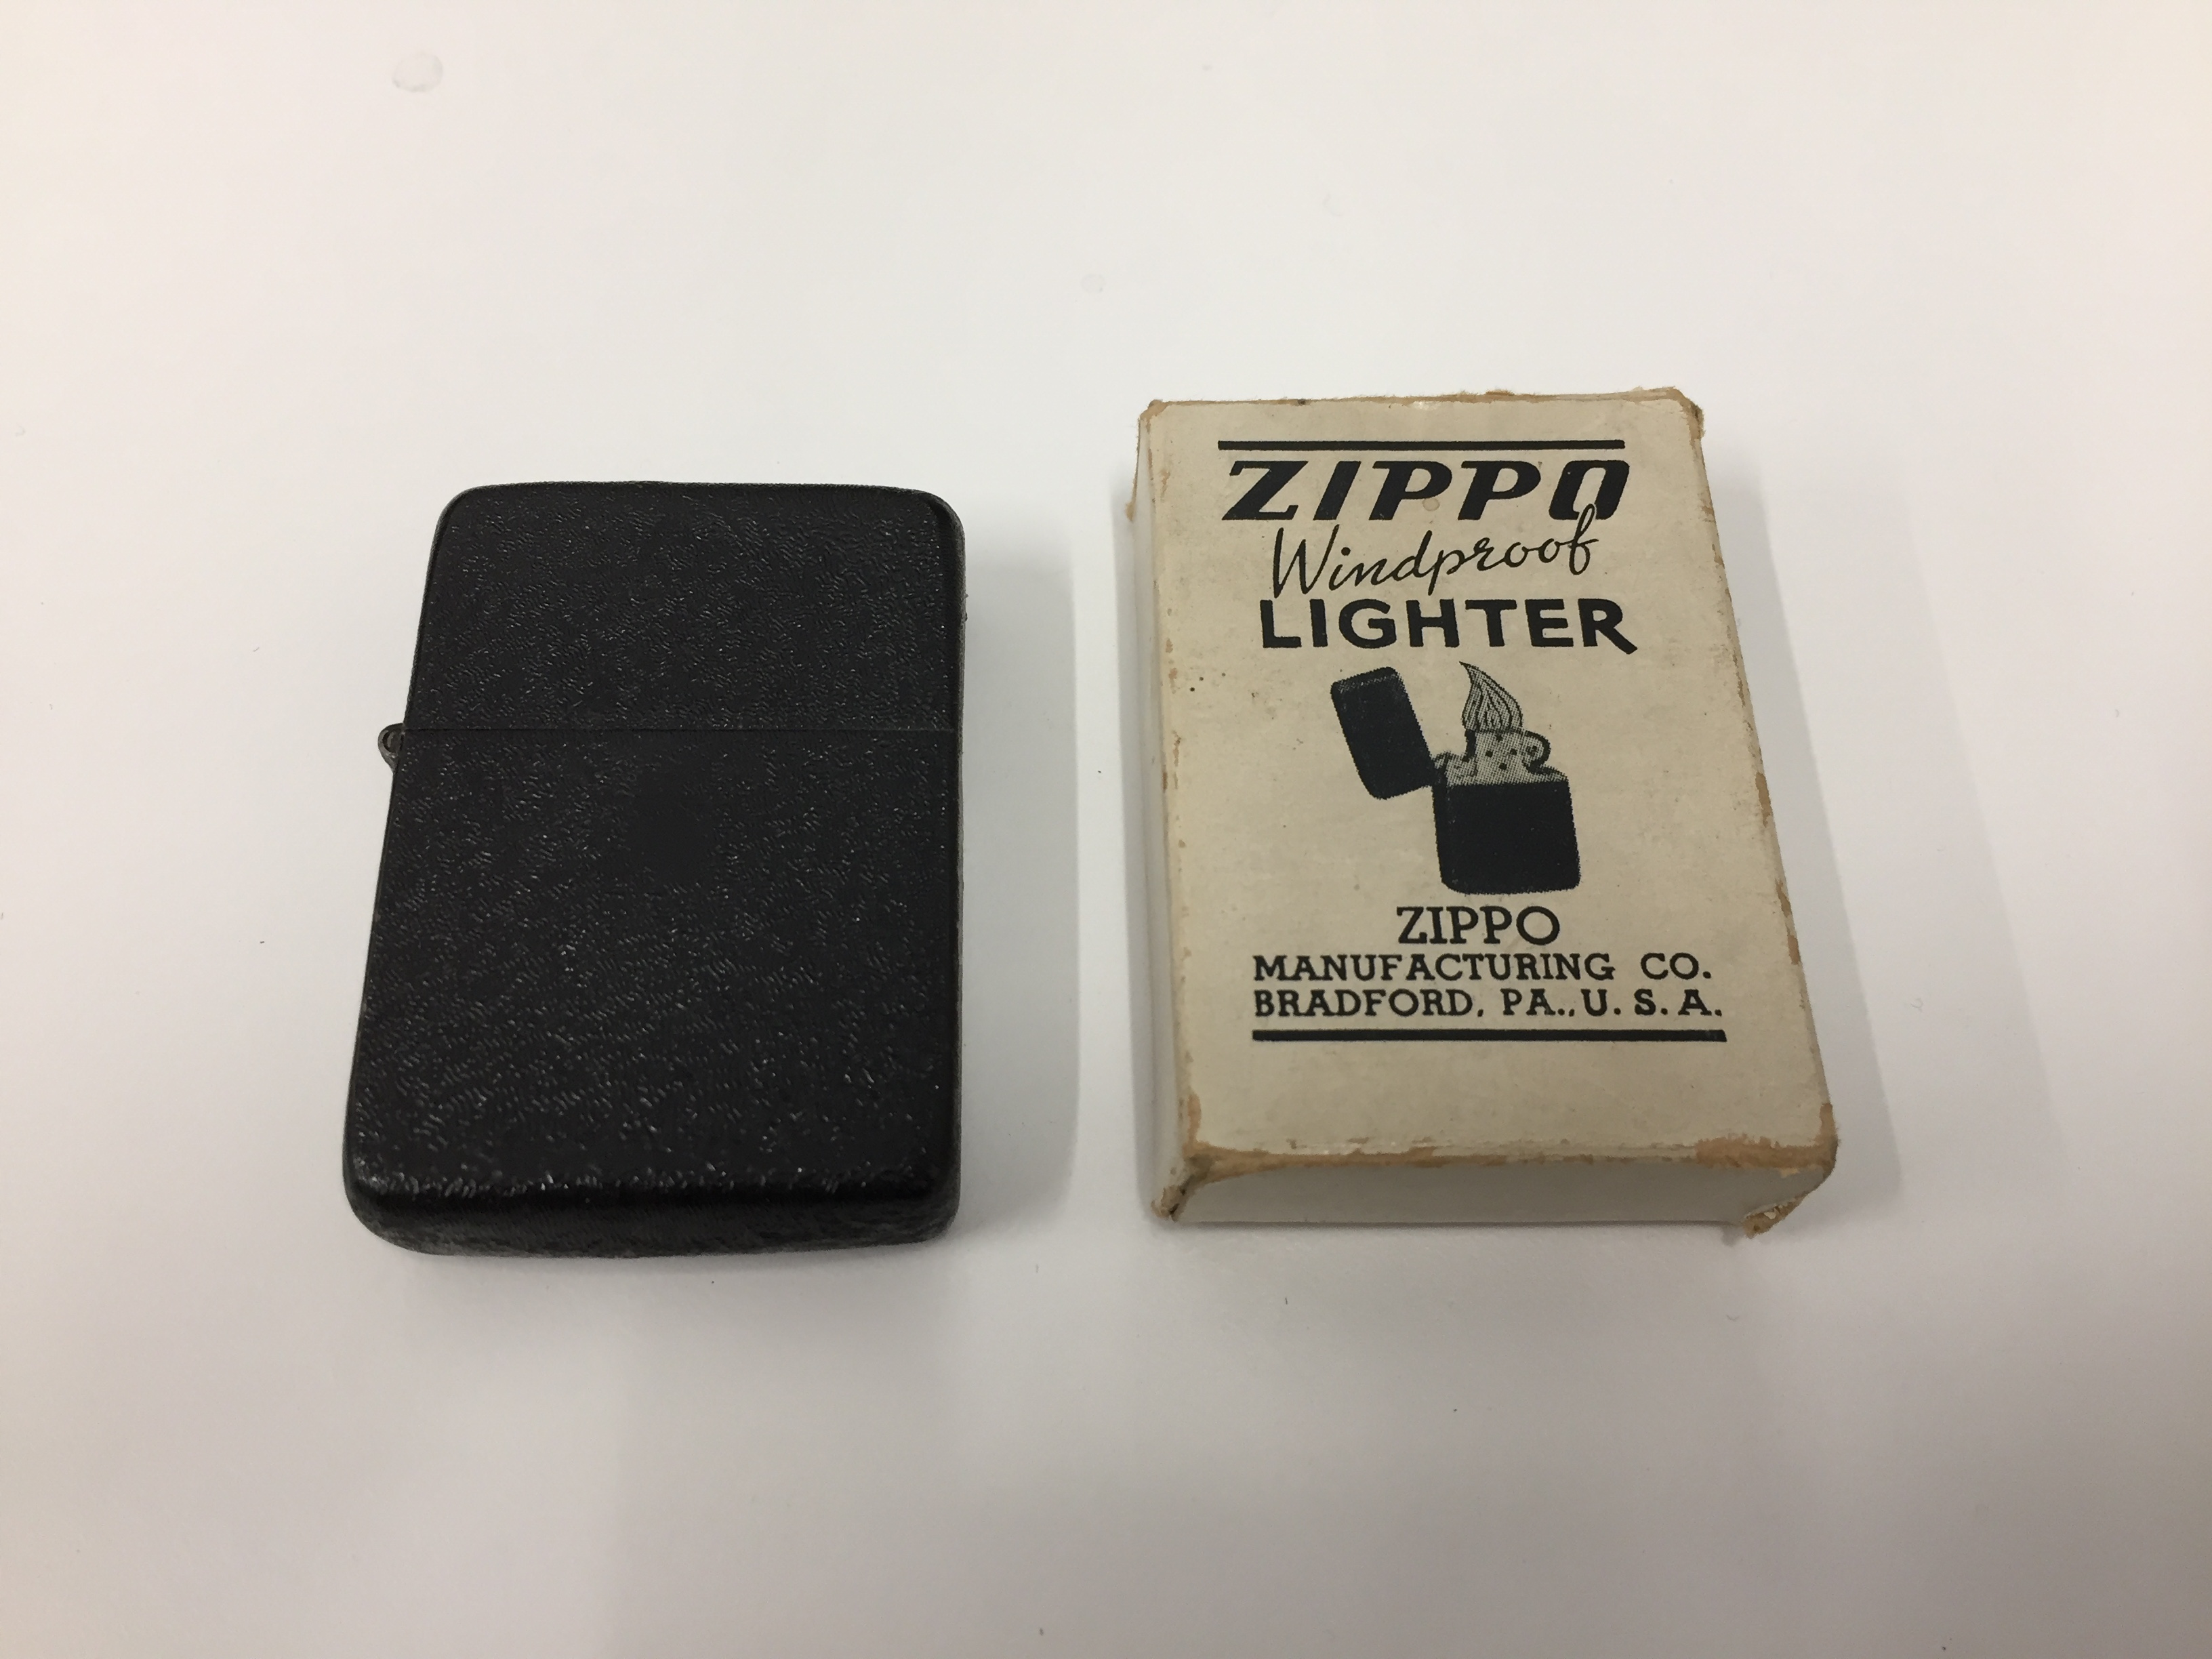 ZIPPO
Windproof
LIGHTER
ZIPPO
MANUFACTURING CO.
BRADFORD, PA., U. S. A.